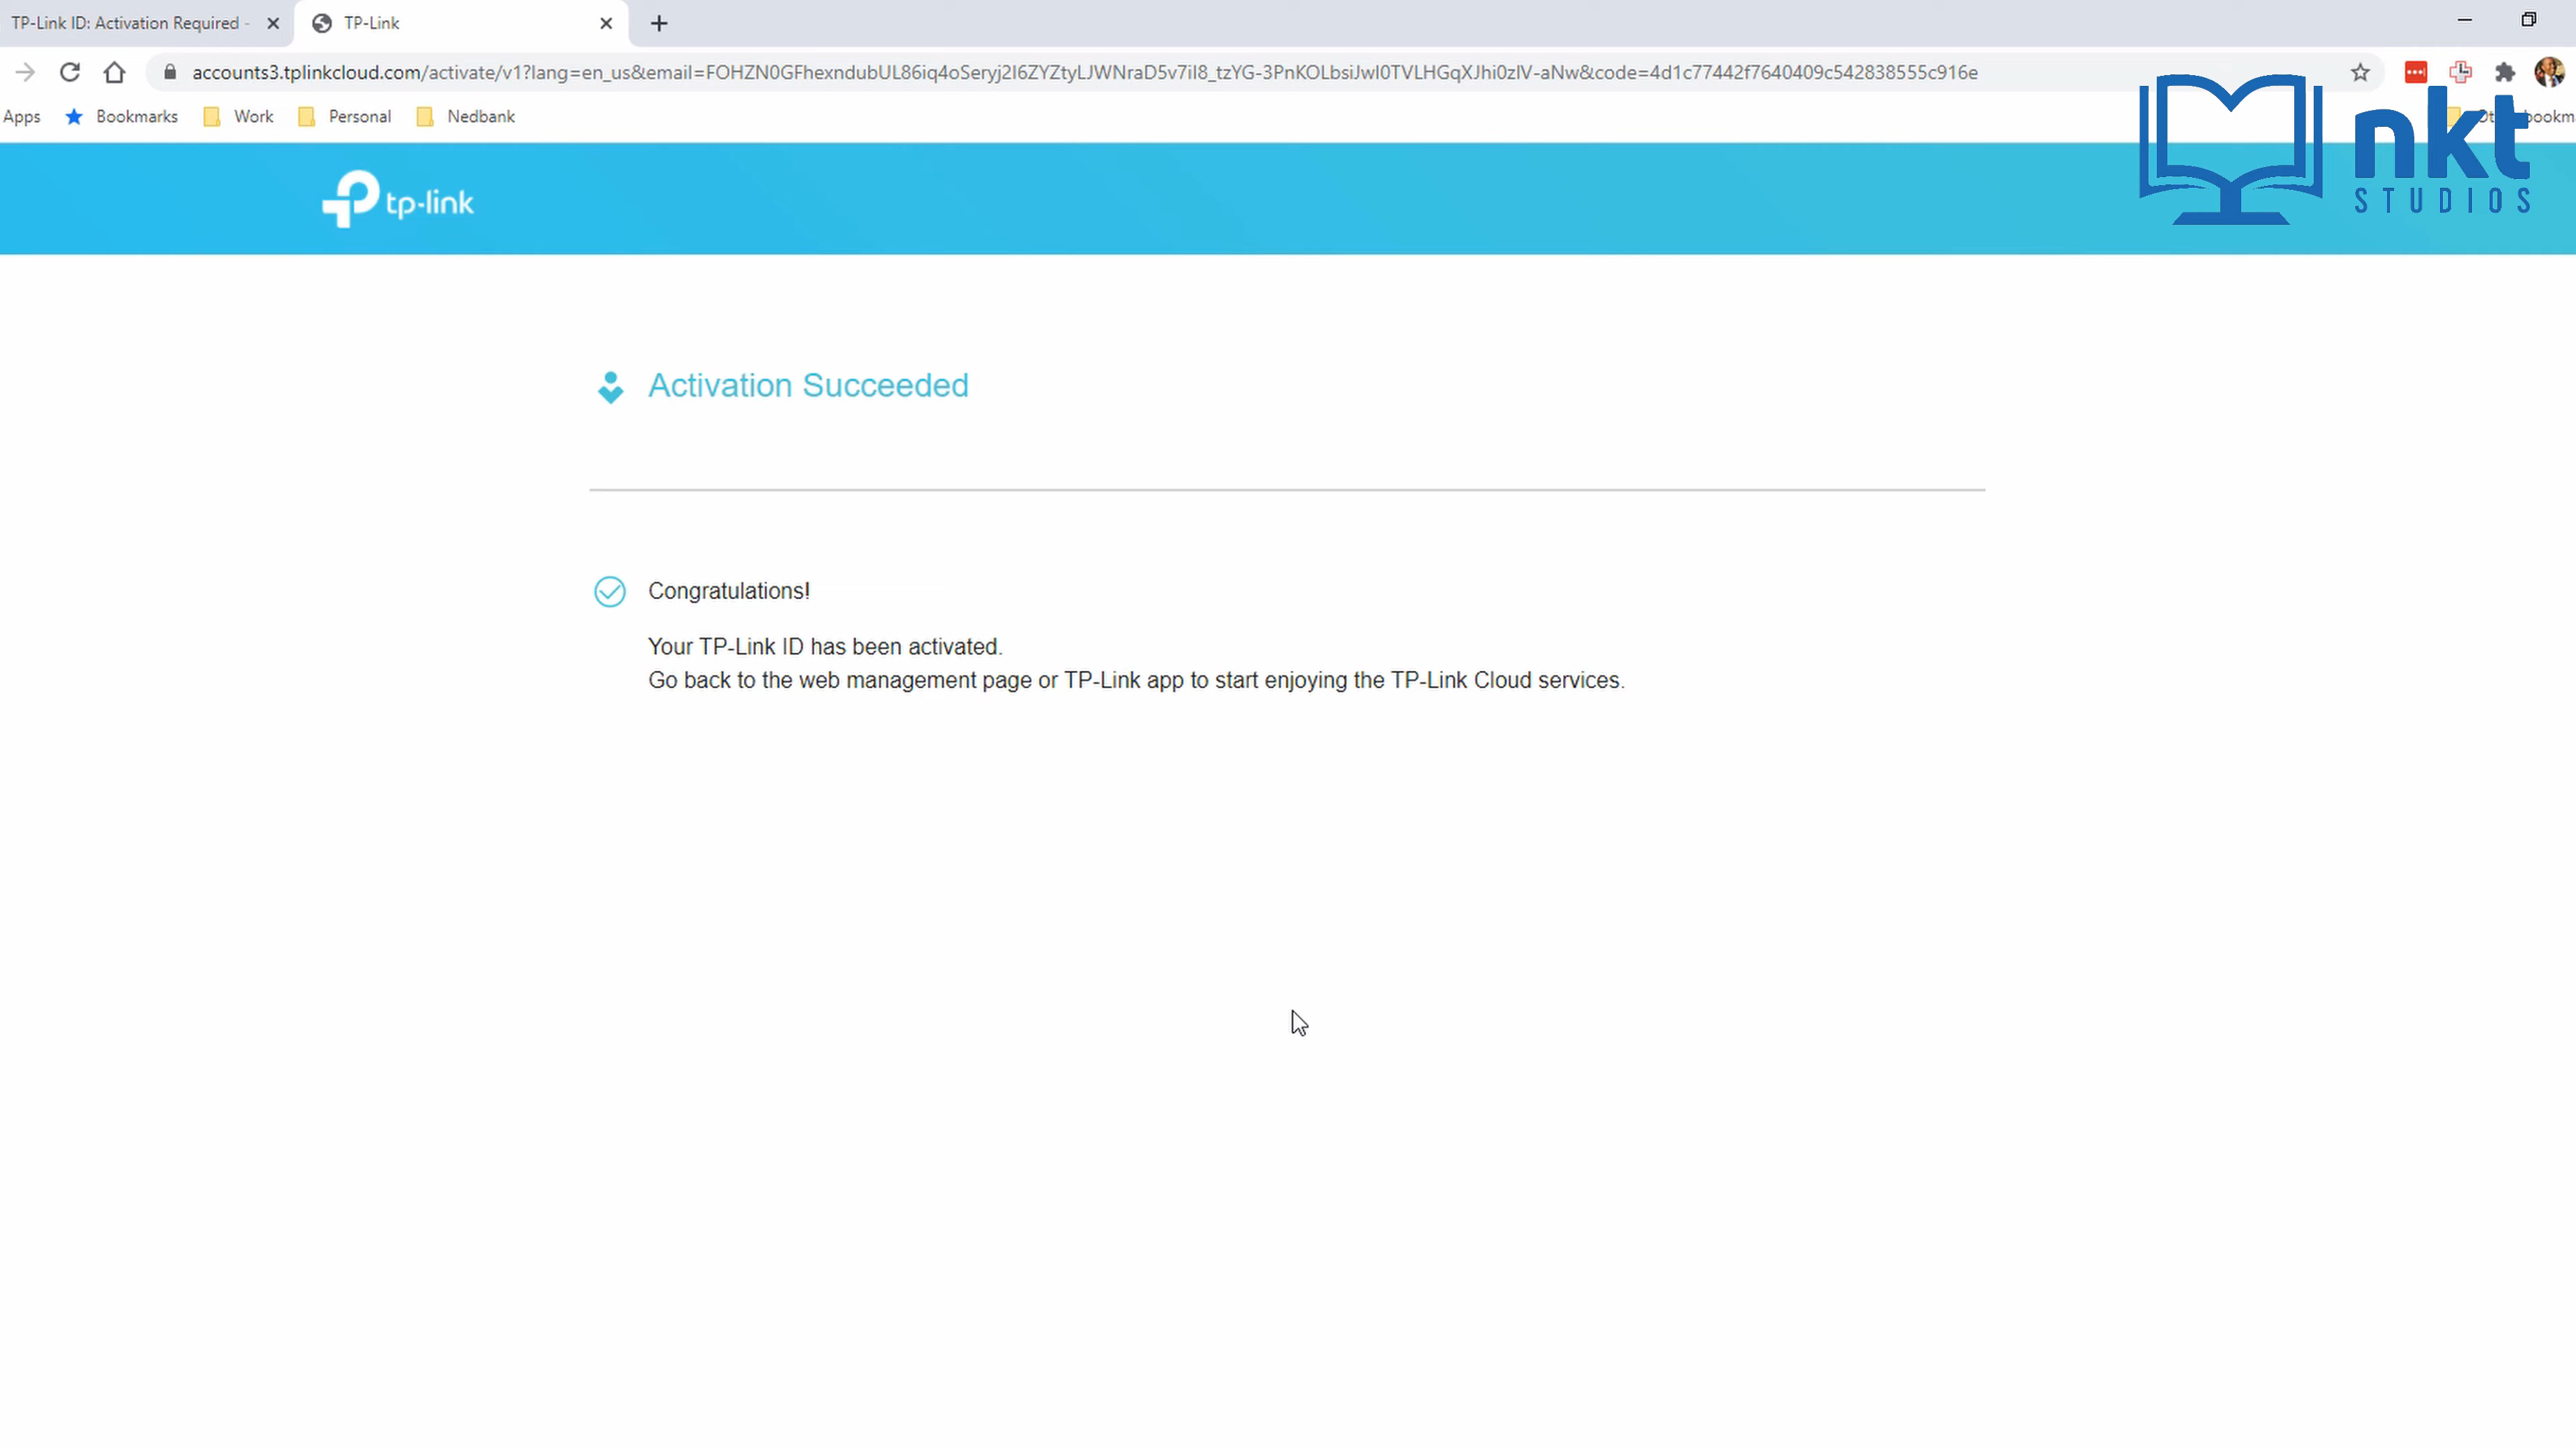 TP-Link ID: Activation Required -
TP-Link
accounts3.tplinkcloud.com/activate/v1?lang=en_us&email=FOHZN0GFhexndubUL86iq4oSeryj2I6ZYZtyLJWNraD5v7iI8_tzYG-3PnKOLbsiJwI0TVLHGqXJhi0zIV-aNw&code=4d1c77442f7640409c542838555c916e
Apps
Bookmarks
Work
Personal
Nedbank
nkt
STUDIOS
tp-link
Activation Succeeded
Congratulations!
Your TP-Link ID has been activated.
Go back to the web management page or TP-Link app to start enjoying the TP-Link Cloud services.